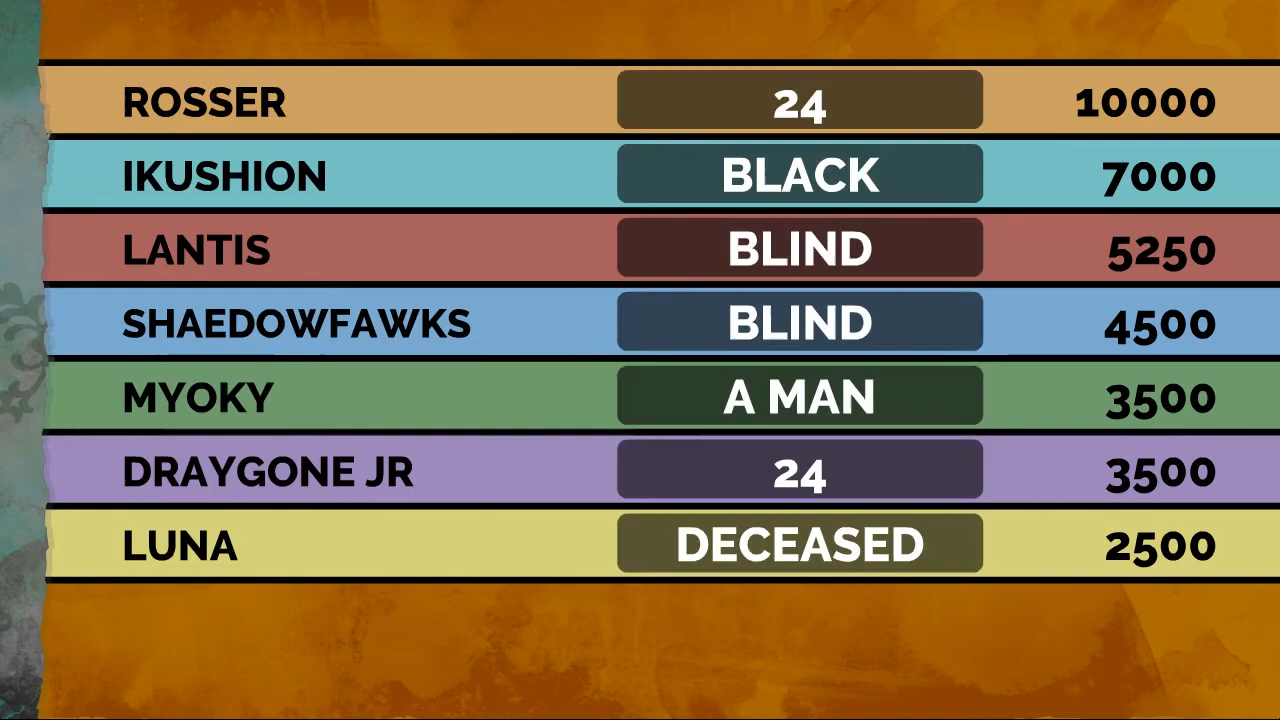 ROSSER 24 10000
IKUSHION BLACK 7000
LANTIS BLIND 5250
SHAEDOWFAWKS BLIND 4500
MYOKY A MAN 3500
DRAYGONE JR 24 3500
LUNA DECEASED 2500